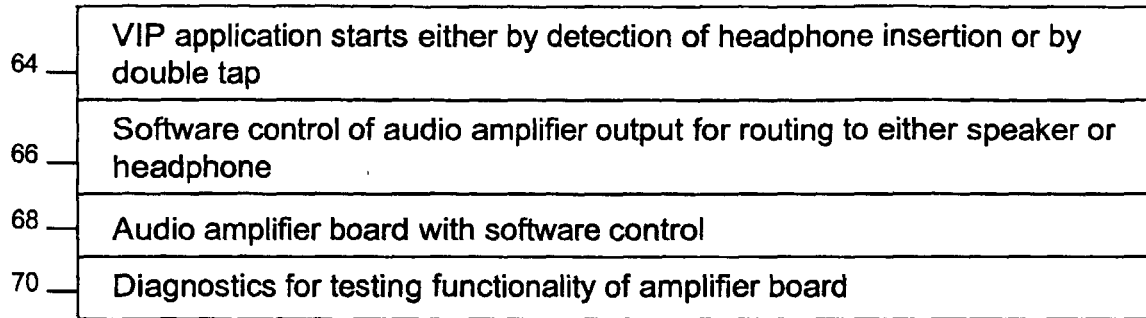 64 VIP application starts either by detection of headphone insertion or by
double tap
66 Software control of audio amplifier output for routing to either speaker or
headphone
68 Audio amplifier board with software control
70 Diagnostics for testing functionality of amplifier board